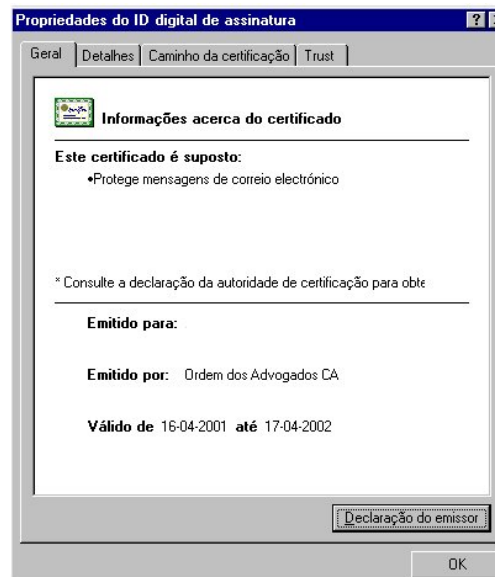 Propriedades do ID digital de assinatura
Geral Detalhes Caminho da certificação Trust
Informações acerca do certificado
Este certificado é suposto:
•Protege mensagens de correio electrónico
* Consulte a declaração da autoridade de certificação para obte
Emitido para:
Emitido por: Ordem dos Advogados CA
Válido de 16-04-2001 até 17-04-2002
Declaração do emissor
OK